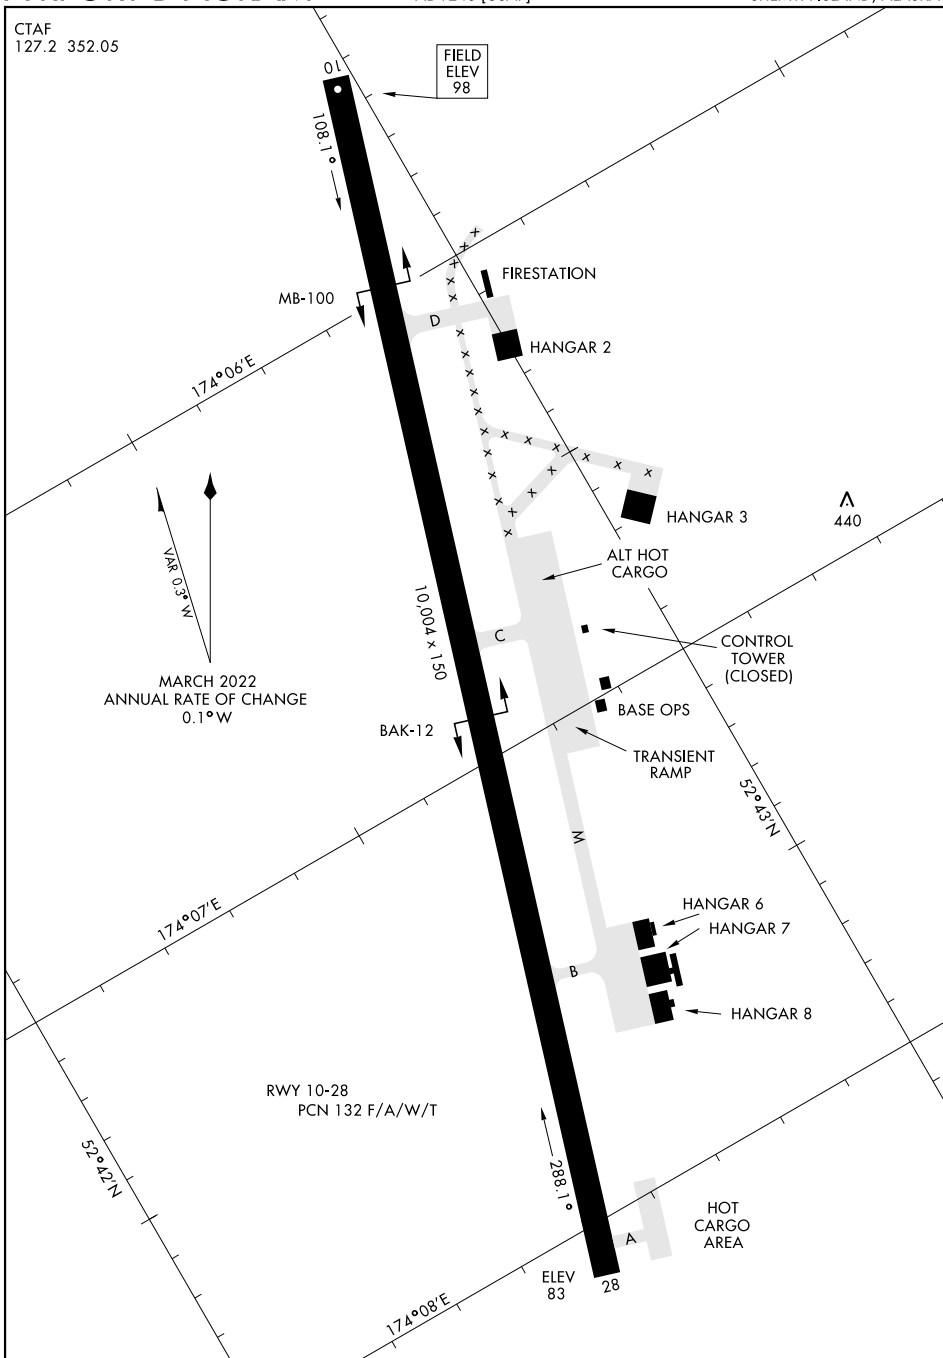 CTAF
127.2 352.05
FIELD
ELEV
98
10
108.1°
FIRESTATION
MB-100
D
HANGAR 2
174°06'E
HANGAR 3
440
VAR 0.3° W
ALT HOT
CARGO
10,004 x 150
C
CONTROL
TOWER
(CLOSED)
MARCH 2022
ANNUAL RATE OF CHANGE
0.1° W
BAK-12
BASE OPS
TRANSIENT
RAMP
52°43'N
M
174°07'E
HANGAR 6
HANGAR 7
B
HANGAR 8
RWY 10-28
PCN 132 F/A/W/T
52°42'N
288.1°
HOT
CARGO
AREA
A
ELEV
83
28
174°08'E